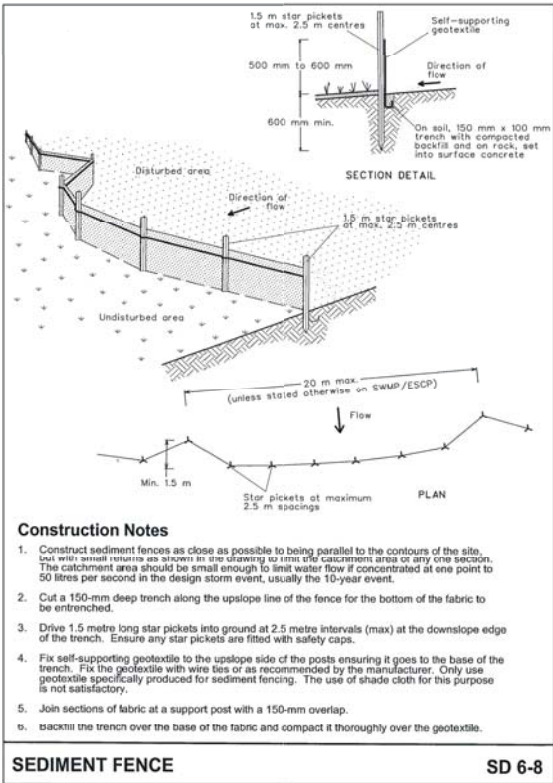 1.5 m star pickets
at max. 2.5 m centres
Self-supporting
geotextile
500 mm to 600 mm
Direction of
flow
600 mm min.
On soil, 150 mm x 100 mm
trench with compacted
backfill and on rock, set
into surface concrete
SECTION DETAIL
Disturbed area
Direction of
flow
1.5 m star pickets
at max. 2.5 m centres
Undisturbed area
20 m max.
(unless stated otherwise on SWMP/ESCP)
Flow
Min. 1.5 m
Star pickets at maximum
2.5 m spacings
PLAN
Construction Notes
1. Construct sediment fences as close as possible to being parallel to the contours of the site,
but with small returns as shown in the drawing to limit the catchment area of any one section.
The catchment area should be small enough to limit water flow if concentrated at one point to
50 litres per second in the design storm event, usually the 10-year event.
2. Cut a 150-mm deep trench along the upslope line of the fence for the bottom of the fabric to
be entrenched.
3. Drive 1.5 metre long star pickets into ground at 2.5 metre intervals (max) at the downslope edge
of the trench. Ensure any star pickets are fitted with safety caps.
4. Fix self-supporting geotextile to the upslope side of the posts ensuring it goes to the base of the
trench. Fix the geotextile with wire ties or as recommended by the manufacturer. Only use
geotextile specifically produced for sediment fencing. The use of shade cloth for this purpose
is not satisfactory.
5. Join sections of fabric at a support post with a 150-mm overlap.
6. Backfill the trench over the base of the fabric and compact it thoroughly over the geotextile.
SEDIMENT FENCE
SD 6-8